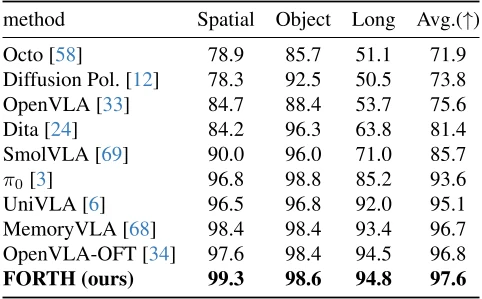 method Spatial Object Long Avg.(↑)
Octo [58] 78.9 85.7 51.1 71.9
Diffusion Pol. [12] 78.3 92.5 50.5 73.8
OpenVLA [33] 84.7 88.4 53.7 75.6
Dita [24] 84.2 96.3 63.8 81.4
SmolVLA [69] 90.0 96.0 71.0 85.7
π₀ [3] 96.8 98.8 85.2 93.6
UniVLA [6] 96.5 96.8 92.0 95.1
MemoryVLA [68] 98.4 98.4 93.4 96.7
OpenVLA-OFT [34] 97.6 98.4 94.5 96.8
FORTH (ours) 99.3 98.6 94.8 97.6